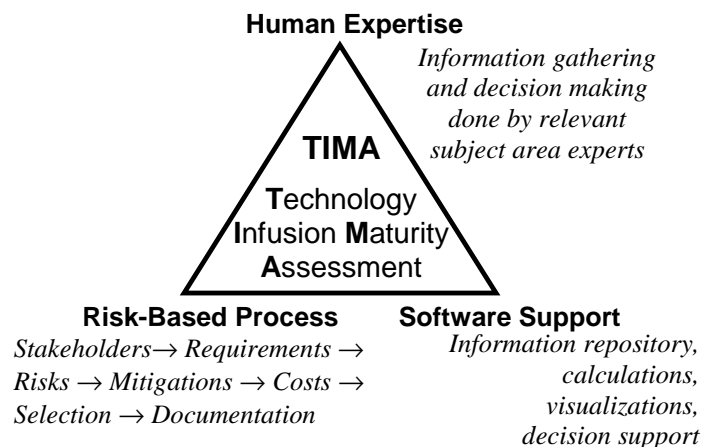 Human Expertise
Information gathering
and decision making
done by relevant
subject area experts
TIMA
Technology
Infusion Maturity
Assessment
Risk-Based Process
Stakeholders→ Requirements →
Risks → Mitigations → Costs →
Selection → Documentation
Software Support
Information repository,
calculations,
visualizations,
decision support